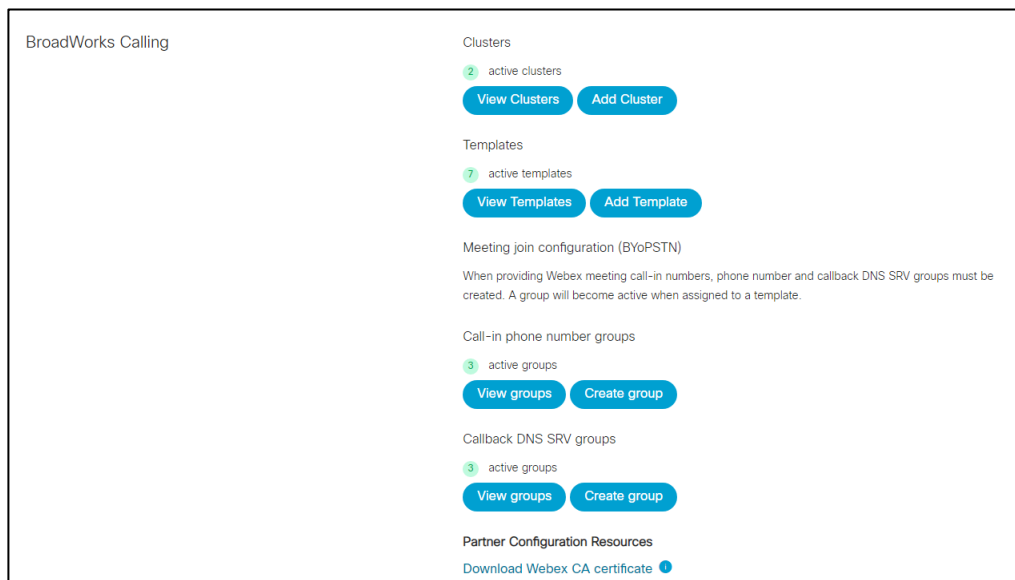 BroadWorks Calling
Clusters
2 active clusters
View Clusters Add Cluster
Templates
7 active templates
View Templates Add Template
Meeting join configuration (BYoPSTN)
When providing Webex meeting call-in numbers, phone number and callback DNS SRV groups must be
created. A group will become active when assigned to a template.
Call-in phone number groups
3 active groups
View groups Create group
Callback DNS SRV groups
3 active groups
View groups Create group
Partner Configuration Resources
Download Webex CA certificate i